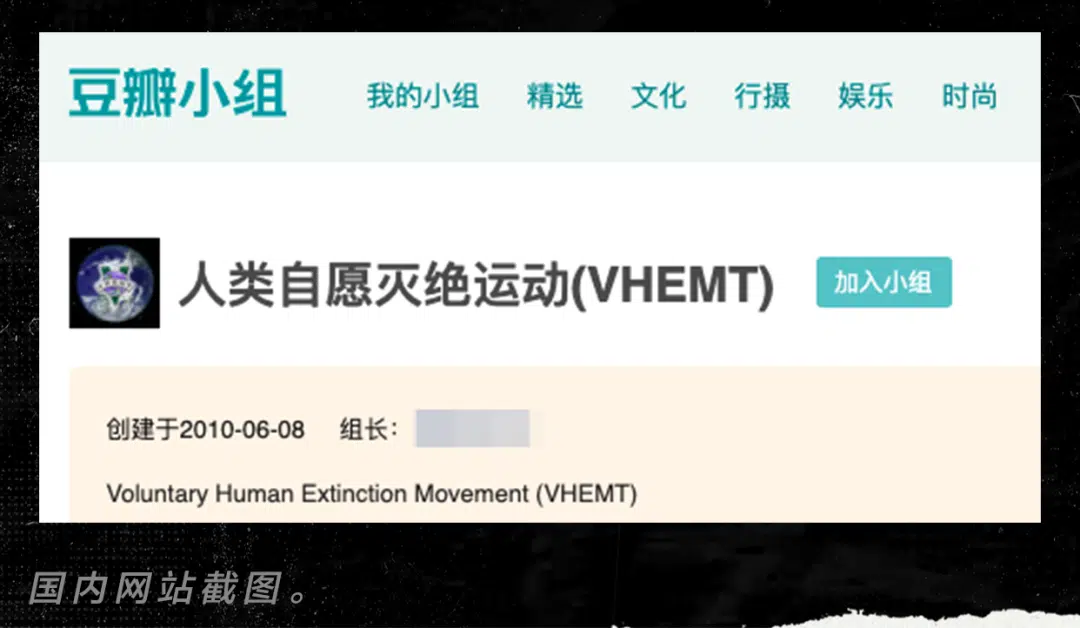 豆瓣小组 我的小组 精选 文化 行摄 娱乐 时尚
人类自愿灭绝运动(VHEMT) 加入小组
创建于2010-06-08 组长：
Voluntary Human Extinction Movement (VHEMT)
国内网站截图。